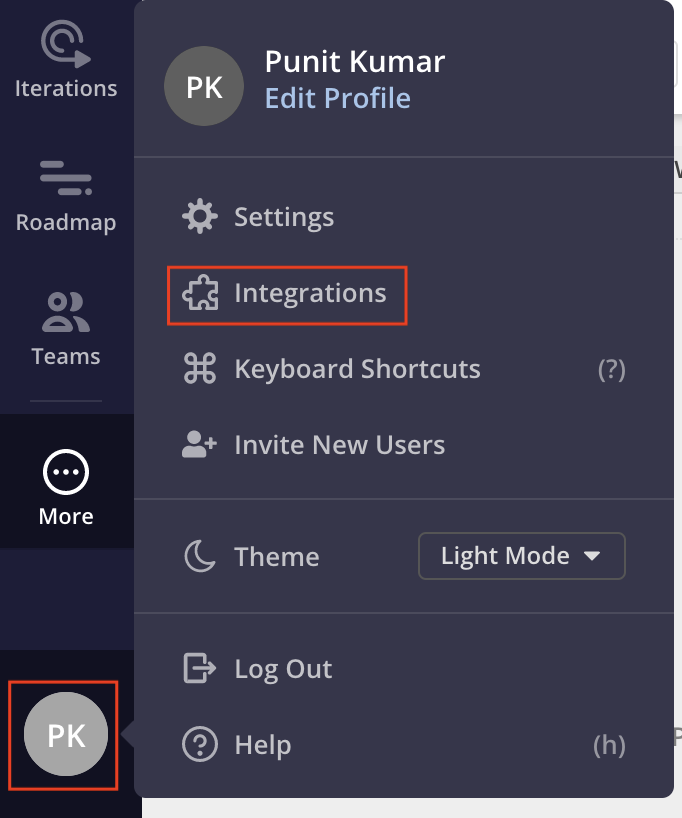 Iterations
Roadmap
Teams
More
PK
PK
Punit Kumar
Edit Profile
Settings
Integrations
Keyboard Shortcuts (?)
Invite New Users
Theme Light Mode
Log Out
Help (h)